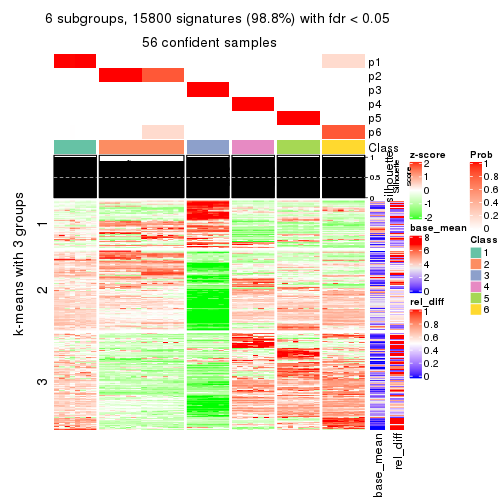 6 subgroups, 15800 signatures (98.8%) with fdr < 0.05
56 confident samples
p1
p2
p3
p4
p5
p6
Class
1
0.5
0
Silhouette
score
silhouette
k-means with 3 groups
1
2
3
base_mean
rel_diff
z-score
2
1
0
-1
-2
base_mean
8
6
4
2
0
rel_diff
1
0.8
0.6
0.4
0.2
0
Prob
1
0.8
0.6
0.4
0.2
0
Class
1
2
3
4
5
6